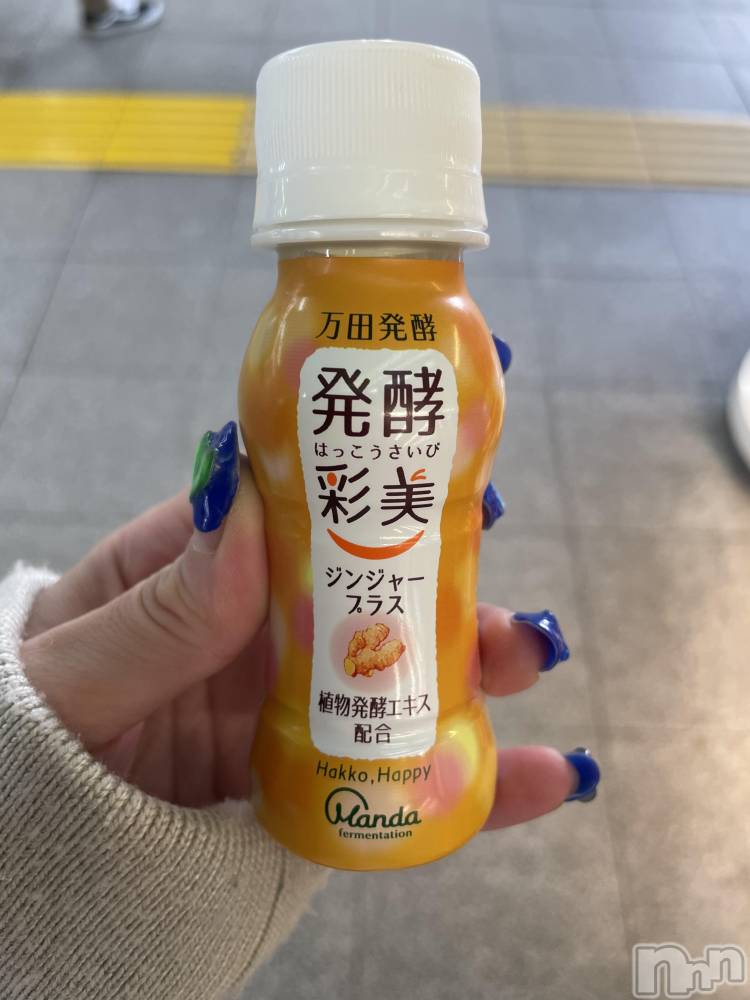 万田発酵
発酵
はっこうさいび
彩美
ジンジャー
プラス
植物発酵エキス
配合
Hakko,Happy
Manda
fermentation
nnn